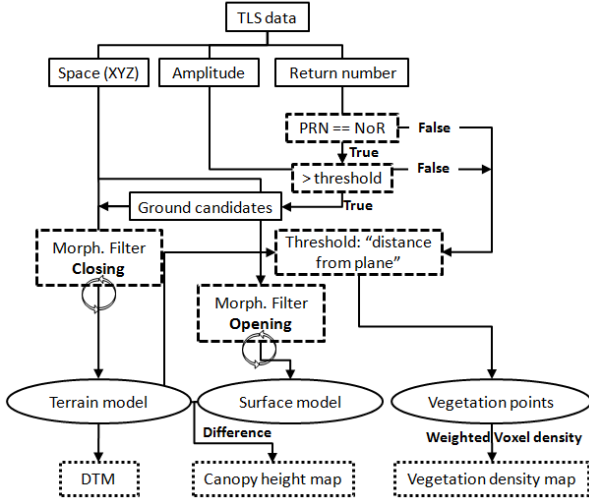 TLS data
Space (XYZ)
Amplitude
Return number
PRN == NoR
False
True
> threshold
False
True
Ground candidates
Morph. Filter
Closing
Threshold: “distance
from plane”
Morph. Filter
Opening
Terrain model
Surface model
Vegetation points
Difference
Weighted Voxel density
DTM
Canopy height map
Vegetation density map